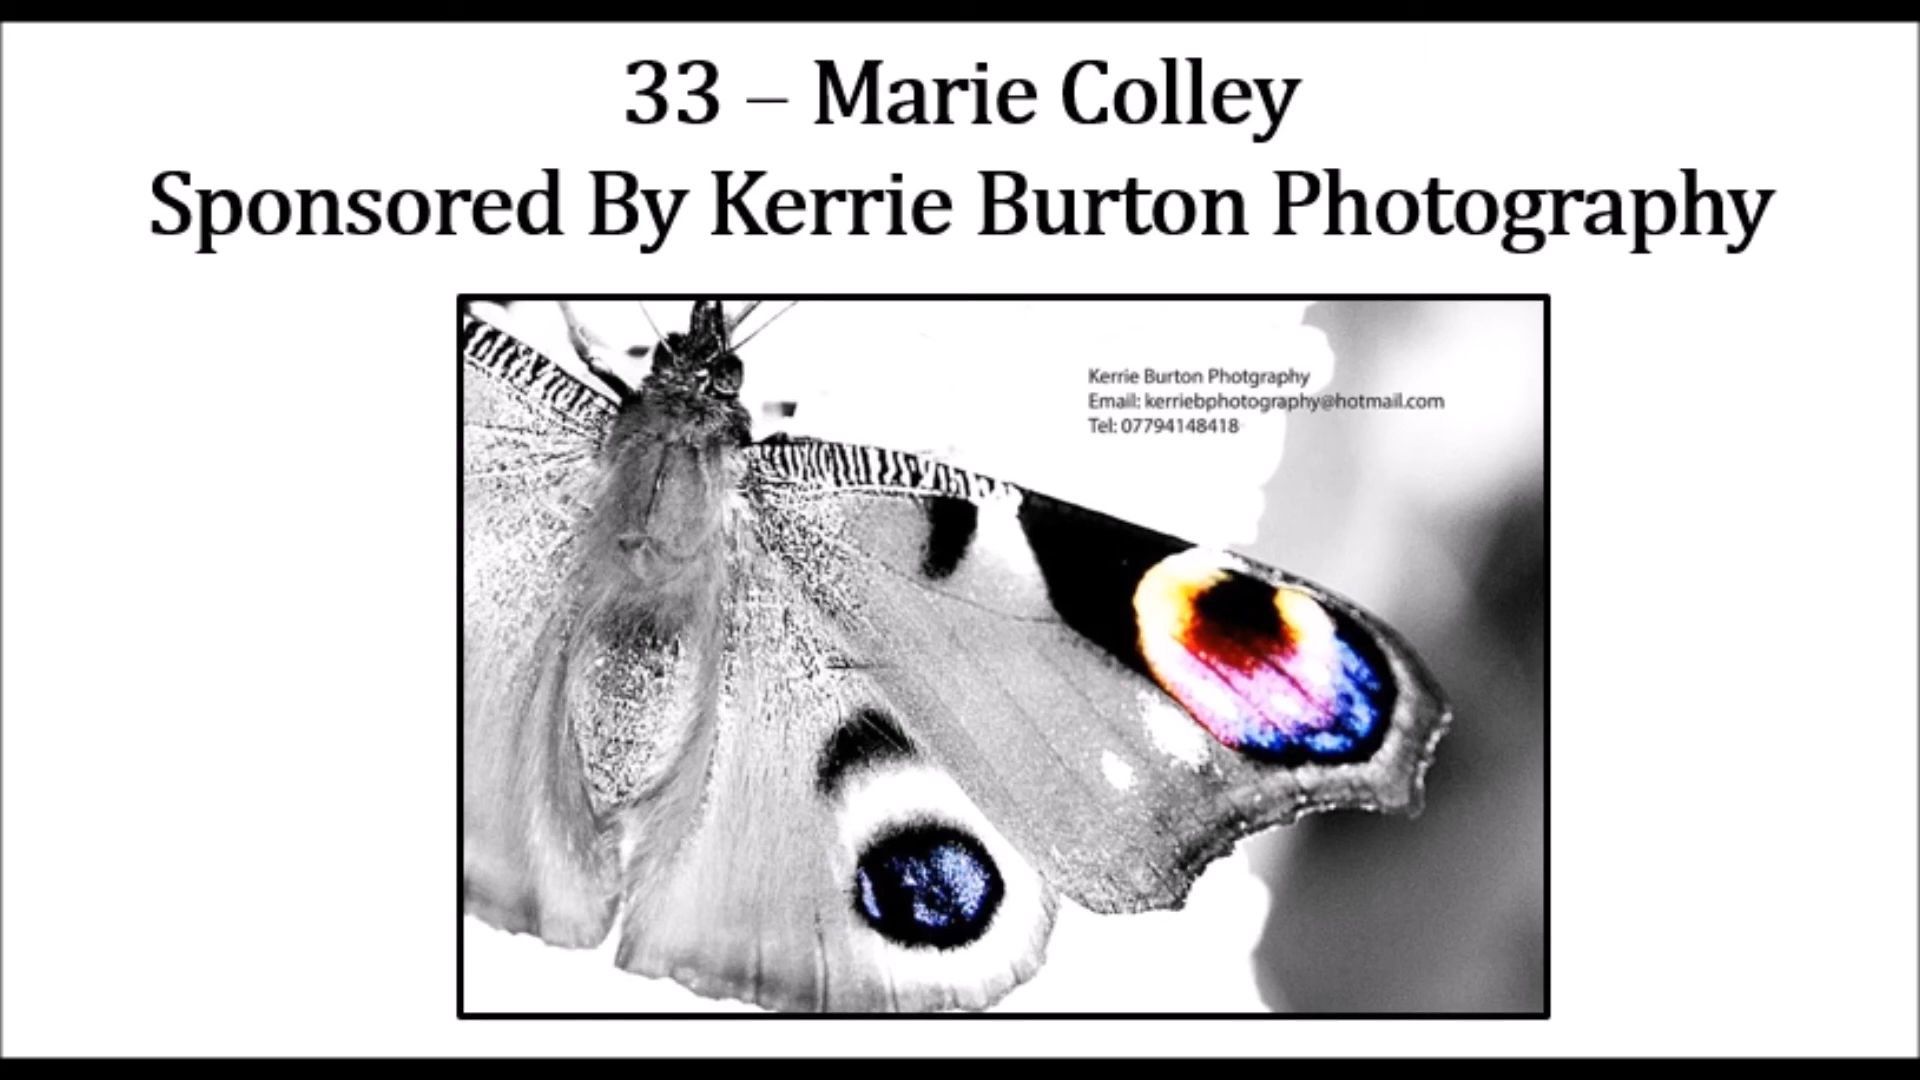 33 – Marie Colley
Sponsored By Kerrie Burton Photography
Kerrie Burton Photgraphy
Email: kerriebphotography@hotmail.com
Tel: 07794148418